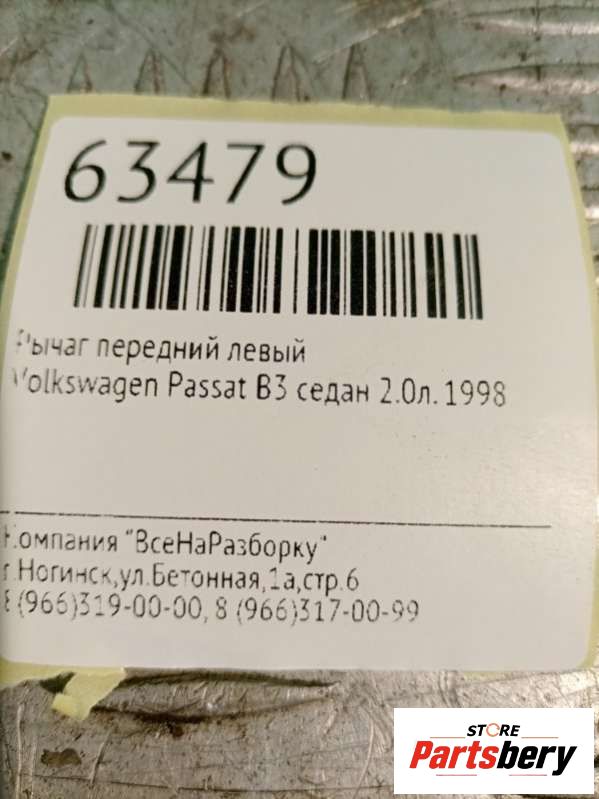 63479
Рычаг передний левый
Volkswagen Passat B3 седан 2.0л. 1998
Компания "ВсеНаРазборку"
г.Ногинск,ул.Бетонная,1а,стр.6
8 (966)319-00-00, 8 (966)317-00-99
STORE
Partsbery